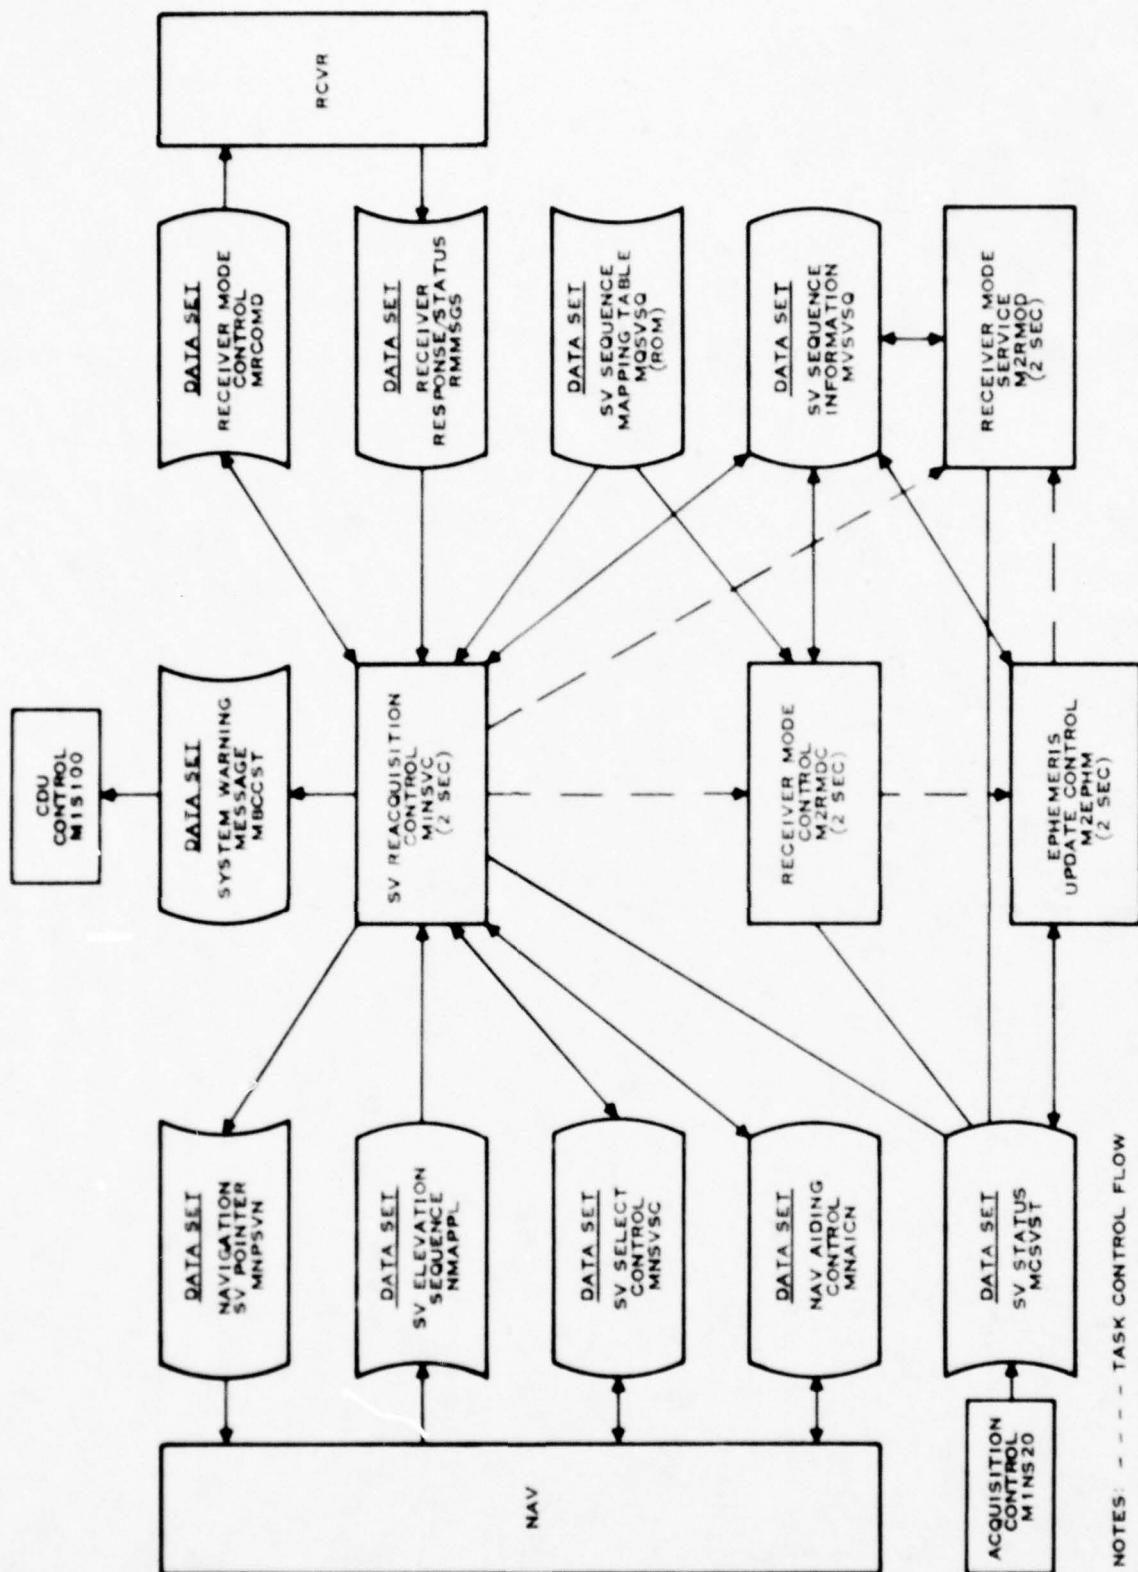 CDU
CONTROL
M1S100
RCVR
DATA SET
SYSTEM WARNING
MESSAGE
MBCCST
DATA SET
RECEIVER MODE
CONTROL
MRCOMD
DATA SET
NAVIGATION
SV POINTER
MNPSVN
DATA SET
SV ELEVATION
SEQUENCE
NMAPPL
SV REACQUISITION
CONTROL
MINSVC
(2 SEC)
DATA SET
RECEIVER
RESPONSE/STATUS
RMMSGS
DATA SET
SV SELECT
CONTROL
MNSVSC
DATA SET
SV SEQUENCE
MAPPING TABLE
MQSVSQ
(ROM)
NAV
DATA SET
NAV AIDING
CONTROL
MNAICN
RECEIVER MODE
CONTROL
M2RMDC
(2 SEC)
DATA SET
SV SEQUENCE
INFORMATION
MVSVSQ
ACQUISITION
CONTROL
M1NS20
DATA SET
SV STATUS
MCSVST
EPHEMERIS
UPDATE CONTROL
M2EPHM
(2 SEC)
RECEIVER MODE
SERVICE
M2RMOD
(2 SEC)
NOTES: - - - - TASK CONTROL FLOW